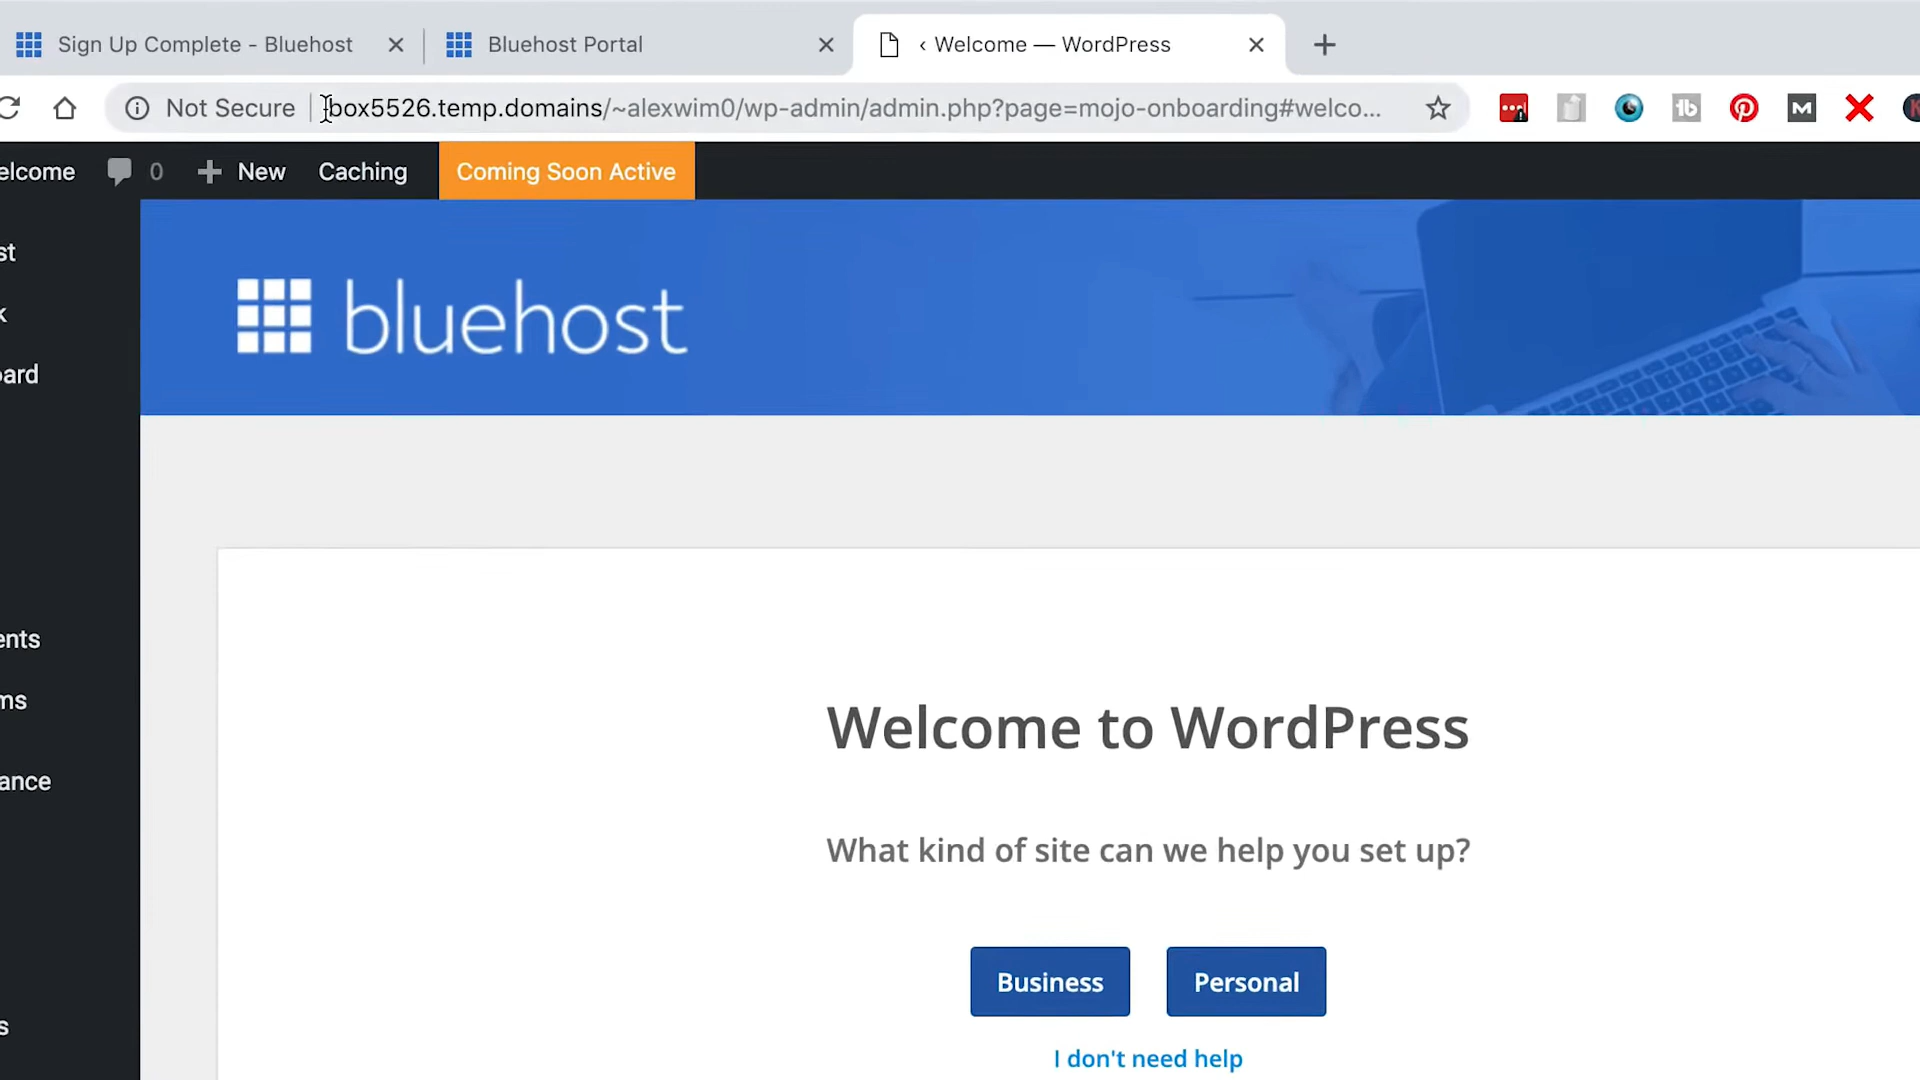 Sign Up Complete - Bluehost
Bluehost Portal
‹ Welcome — WordPress
Not Secure
box5526.temp.domains/~alexwim0/wp-admin/admin.php?page=mojo-onboarding#welco...
elcome
0
New
Caching
Coming Soon Active
st
k
oard
bluehost
ents
ms
ance
s
Welcome to WordPress
What kind of site can we help you set up?
Business
Personal
I don't need help